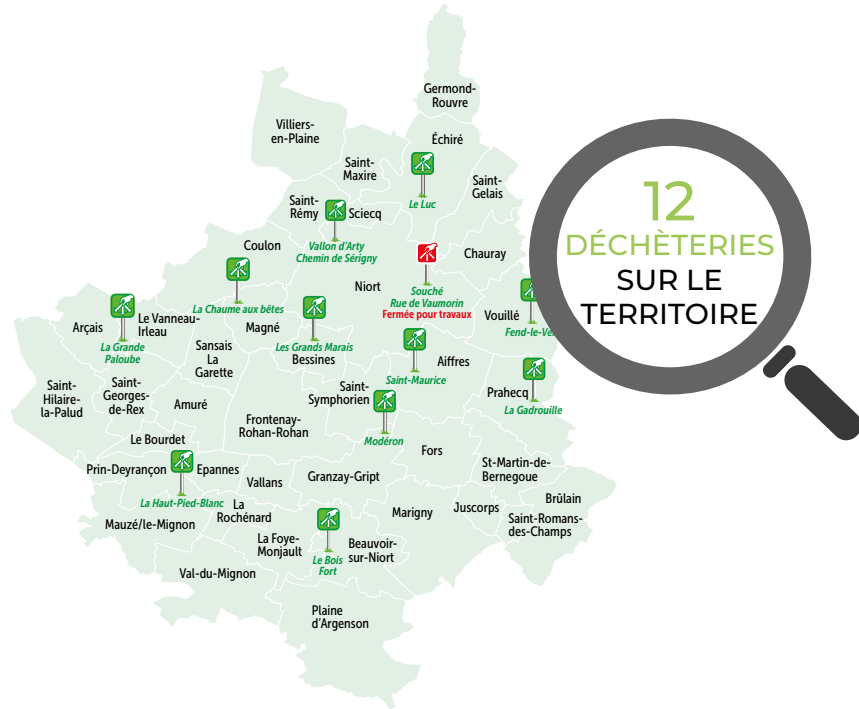 Germond-
Rouvre
Villiers-
en-Plaine
Échiré
Saint-
Maxire
Saint-
Gelais
Le Luc
Saint-
Rémy
Sciecq
Vallon d'Arty
Chemin de Sérigny
Coulon
Chauray
Souché
Rue de Vaumorin
Fermée pour travaux
Niort
La Chaume aux bêtes
Arçais
Le Vanneau-
Irleau
La Grande
Paloube
Magné
Les Grands Marais
Bessines
Vouillé
Fend-le-Ve
12
DÉCHÈTERIES
SUR LE
TERRITOIRE
Sansais
La
Garette
Aiffres
Saint-Maurice
Saint-
Hilaire-
la-Palud
Saint-
Georges-
de-Rex
Amuré
Saint-
Symphorien
Modéron
Prahecq
La Gadrouille
Frontenay-
Rohan-Rohan
Le Bourdet
Fors
Prin-Deyrançon
Epannes
La Haut-Pied-Blanc
Vallans
Granzay-Gript
St-Martin-de-
Bernegoue
Mauzé/le-Mignon
La
Rochénard
Marigny
Juscorps
Brûlain
Saint-Romans-
des-Champs
La Foye-
Monjault
Le Bois
Fort
Beauvoir-
sur-Niort
Val-du-Mignon
Plaine
d'Argenson